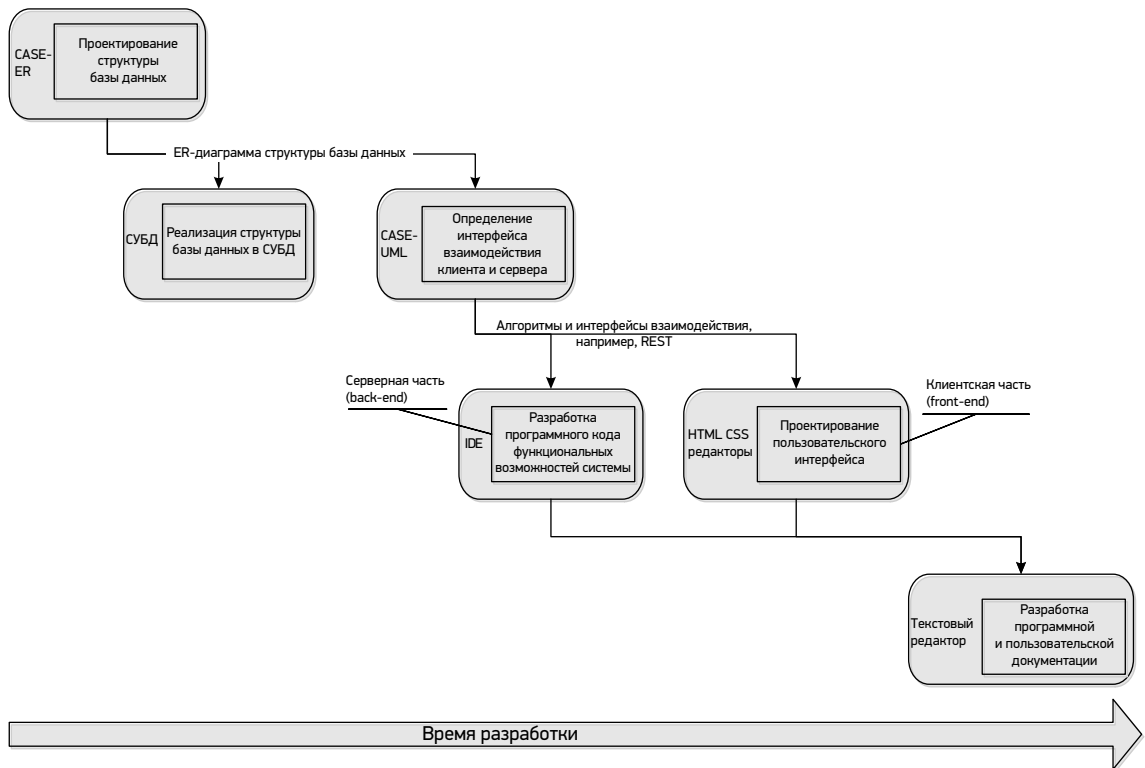 CASE-
ER
Проектирование
структуры
базы данных
ER-диаграмма структуры базы данных
СУБД
Реализация структуры
базы данных в СУБД
CASE-
UML
Определение
интерфейса
взаимодействия
клиента и сервера
Алгоритмы и интерфейсы взаимодействия,
например, REST
Серверная часть
(back-end)
IDE
Разработка
программного кода
функциональных
возможностей системы
HTML CSS
редакторы
Проектирование
пользовательского
интерфейса
Клиентская часть
(front-end)
Текстовый
редактор
Разработка
программной
и пользовательской
документации
Время разработки